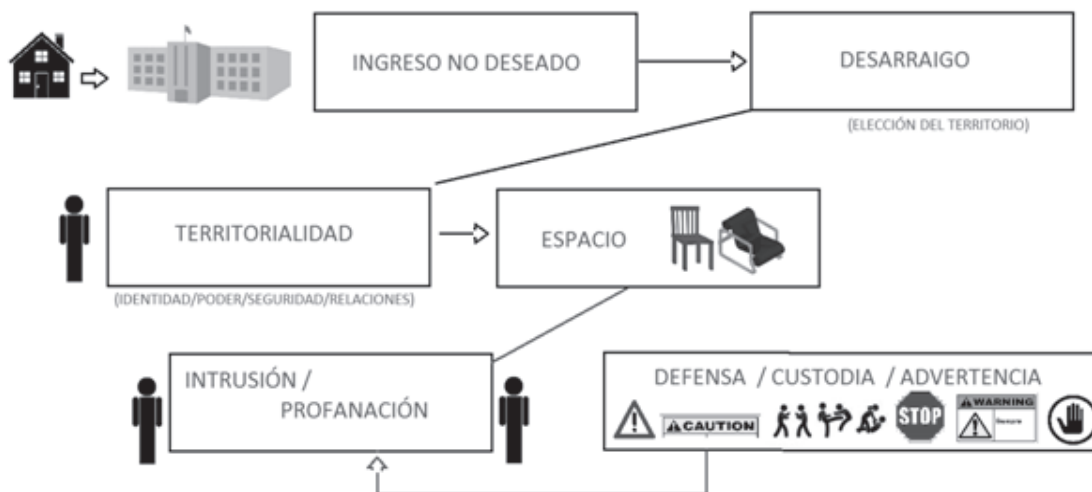 INGRESO NO DESEADO
DESARRAIGO
(ELECCIÓN DEL TERRITORIO)
TERRITORIALIDAD
ESPACIO
(IDENTIDAD/PODER/SEGURIDAD/RELACIONES)
INTRUSIÓN /
PROFANACIÓN
DEFENSA / CUSTODIA / ADVERTENCIA
CAUTION
STOP
WARNING